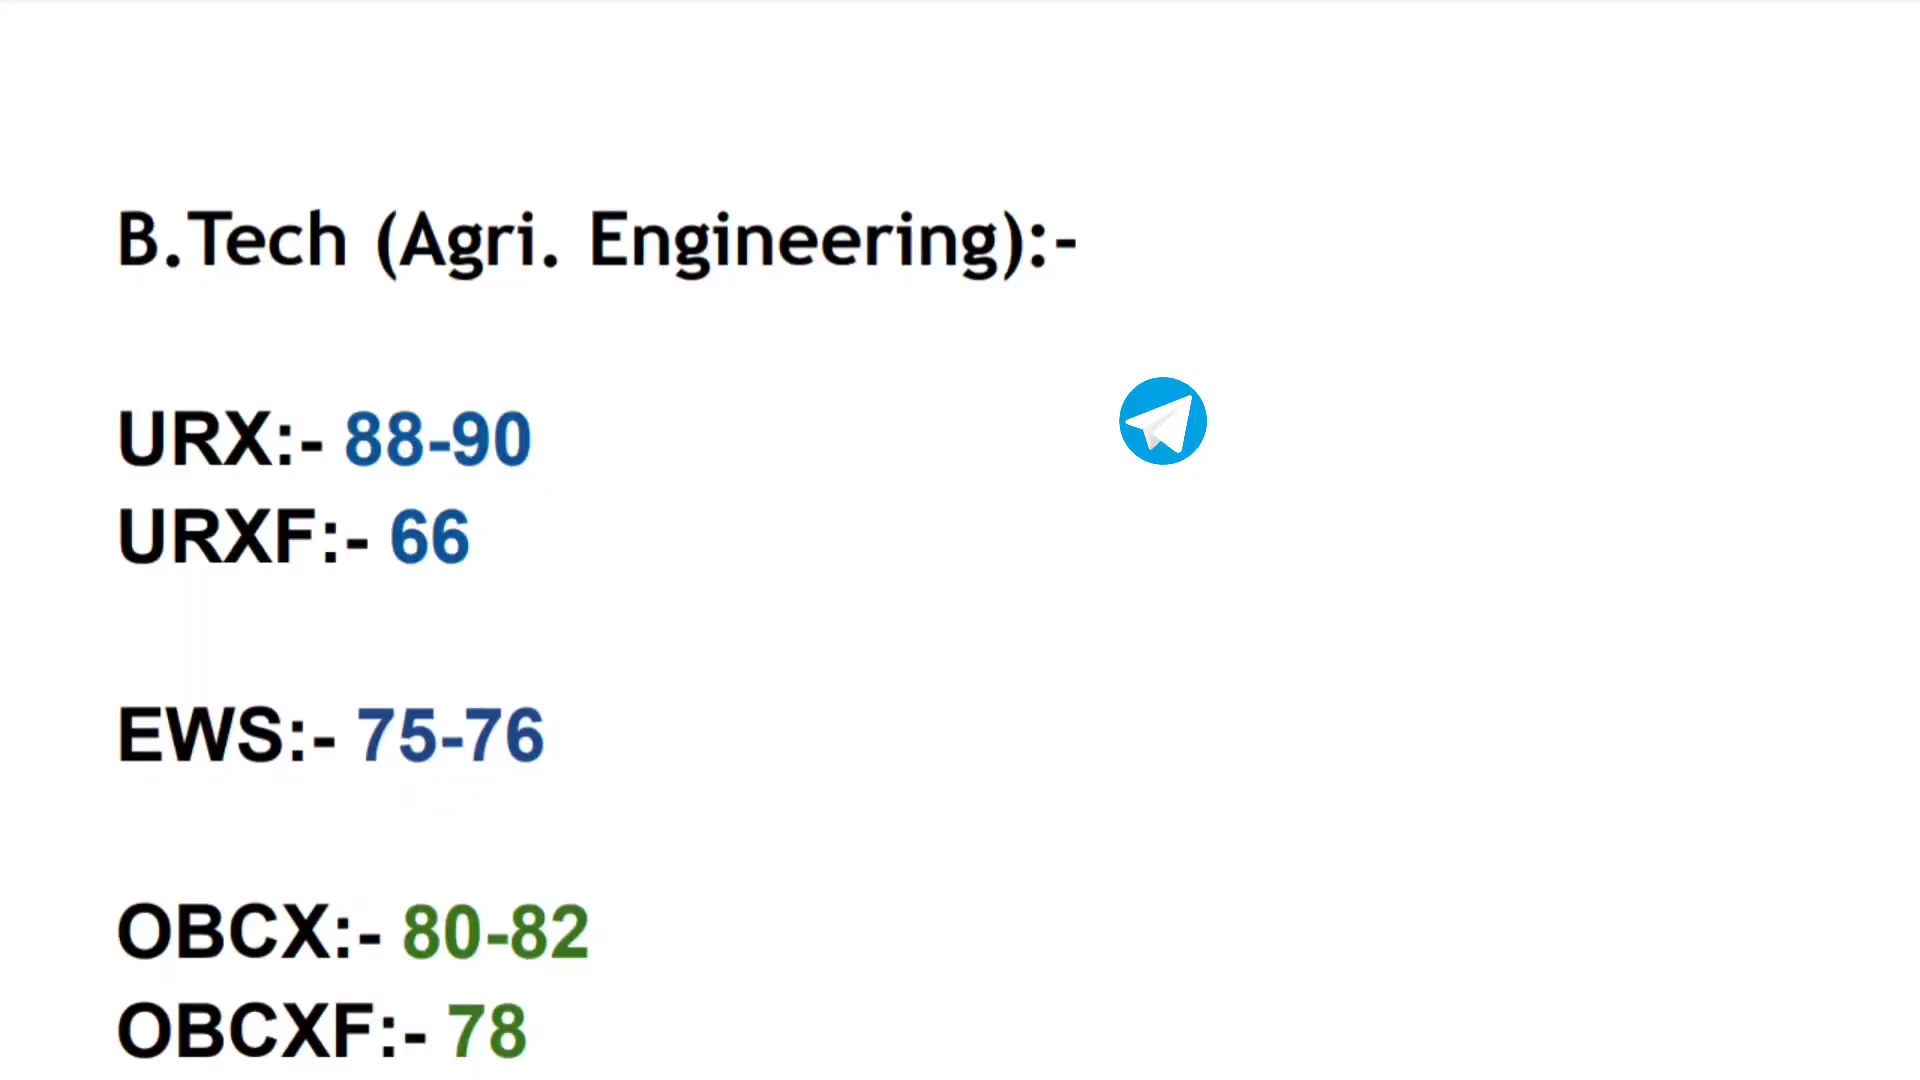 B.Tech (Agri. Engineering):-
URX:- 88-90
URXF:- 66
EWS:- 75-76
OBCX:- 80-82
OBCXF:- 78